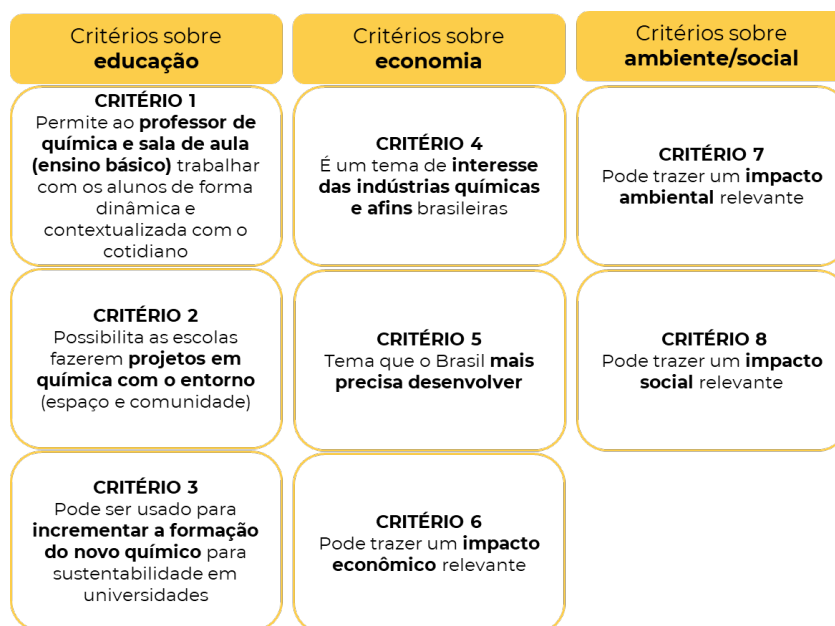 Critérios sobre
educação
CRITÉRIO 1
Permite ao professor de
química e sala de aula
(ensino básico) trabalhar
com os alunos de forma
dinâmica e
contextualizada com o
cotidiano
CRITÉRIO 2
Possibilita as escolas
fazerem projetos em
química com o entorno
(espaço e comunidade)
CRITÉRIO 3
Pode ser usado para
incrementar a formação
do novo químico para
sustentabilidade em
universidades
Critérios sobre
economia
CRITÉRIO 4
É um tema de interesse
das indústrias químicas
e afins brasileiras
CRITÉRIO 5
Tema que o Brasil mais
precisa desenvolver
CRITÉRIO 6
Pode trazer um impacto
econômico relevante
Critérios sobre
ambiente/social
CRITÉRIO 7
Pode trazer um impacto
ambiental relevante
CRITÉRIO 8
Pode trazer um impacto
social relevante